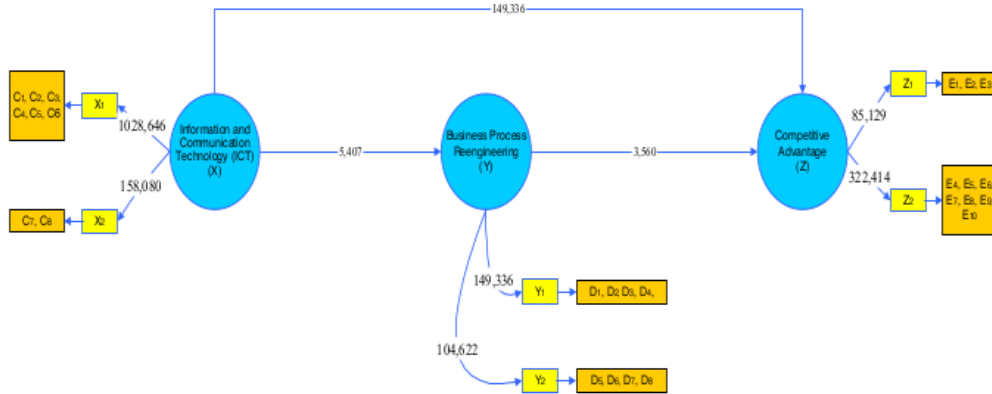 149,336
C1, C2, C3,
C4, C5, C6
X1
1028,646
Information and
Communication
Technology (ICT)
(X)
5,407
Business Process
Reengineering
(Y)
3,560
Competitive
Advantage
(Z)
Z1
E1, E2, E3
85,129
158,080
322,414
C7, C8
X2
Z2
E4, E5, E6,
E7, E8, E9,
E10
149,336
Y1
D1, D2 D3, D4,
104,622
Y2
D5, D6, D7, D8